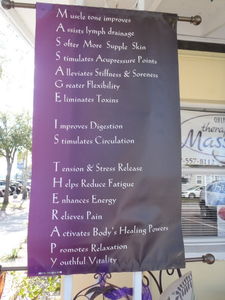 Muscle tone improves
Assists lymph drainage
Softer More Supple Skin
Stimulates Acupressure Points
Alleviates Stiffness & Soreness
Greater Flexibility
Eliminates Toxins
Improves Digestion
Stimulates Circulation
Tension & Stress Release
Helps Reduce Fatigue
Enhances Energy
Relieves Pain
Activates Body's Healing Powers
Promotes Relaxation
Youthful Vitality
thera
Mass
557-811